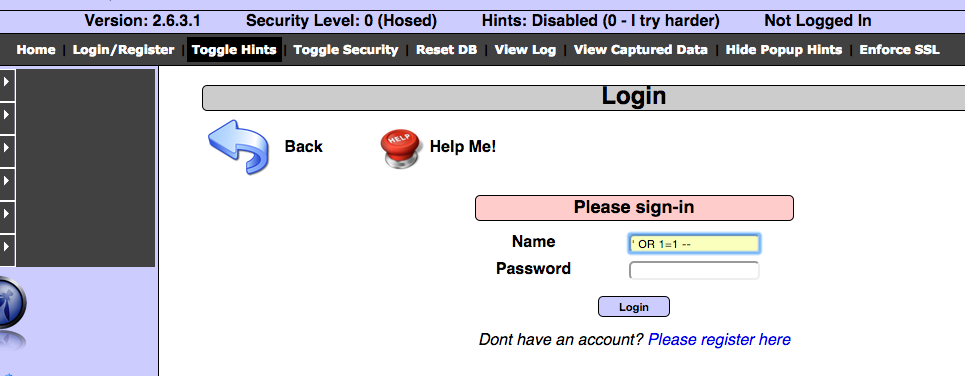 Version: 2.6.3.1 Security Level: 0 (Hosed) Hints: Disabled (0 - I try harder) Not Logged In
Home | Login/Register | Toggle Hints | Toggle Security | Reset DB | View Log | View Captured Data | Hide Popup Hints | Enforce SSL
Login
Back
HELP
Help Me!
Please sign-in
Name
' OR 1=1 --
Password
Login
Dont have an account? Please register here